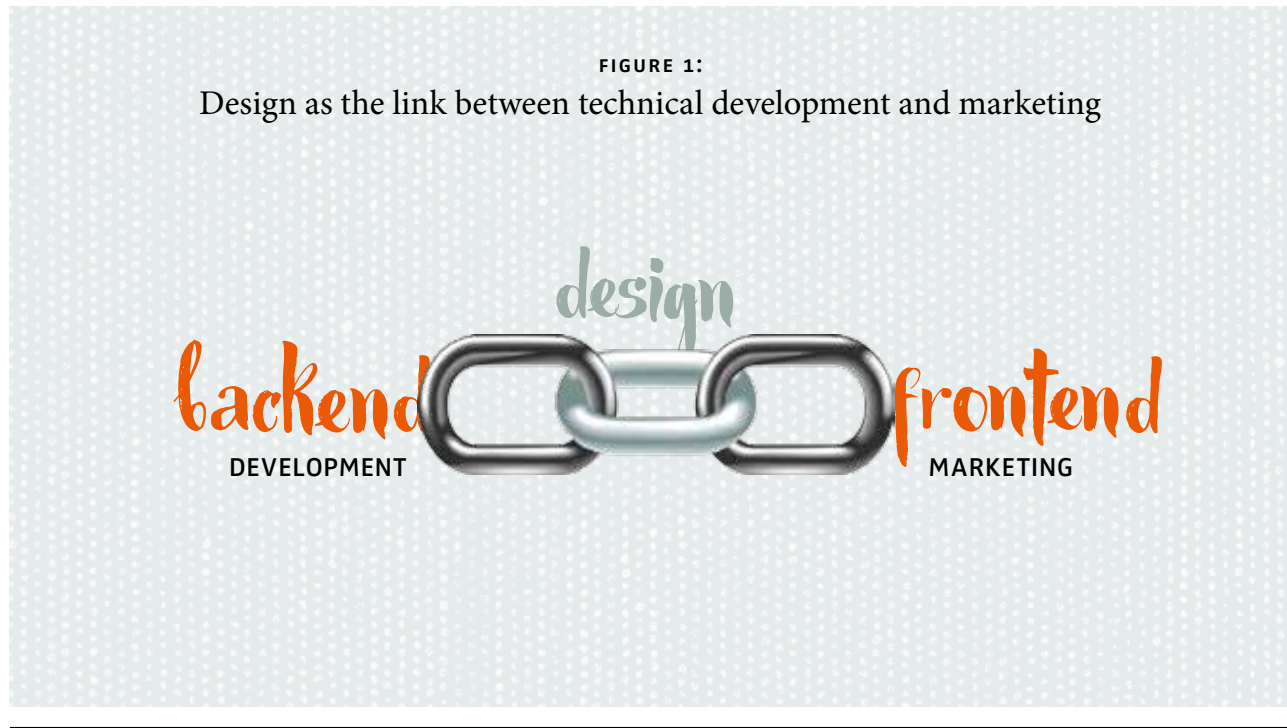 FIGURE 1:
Design as the link between technical development and marketing
design
backend
frontend
DEVELOPMENT
MARKETING